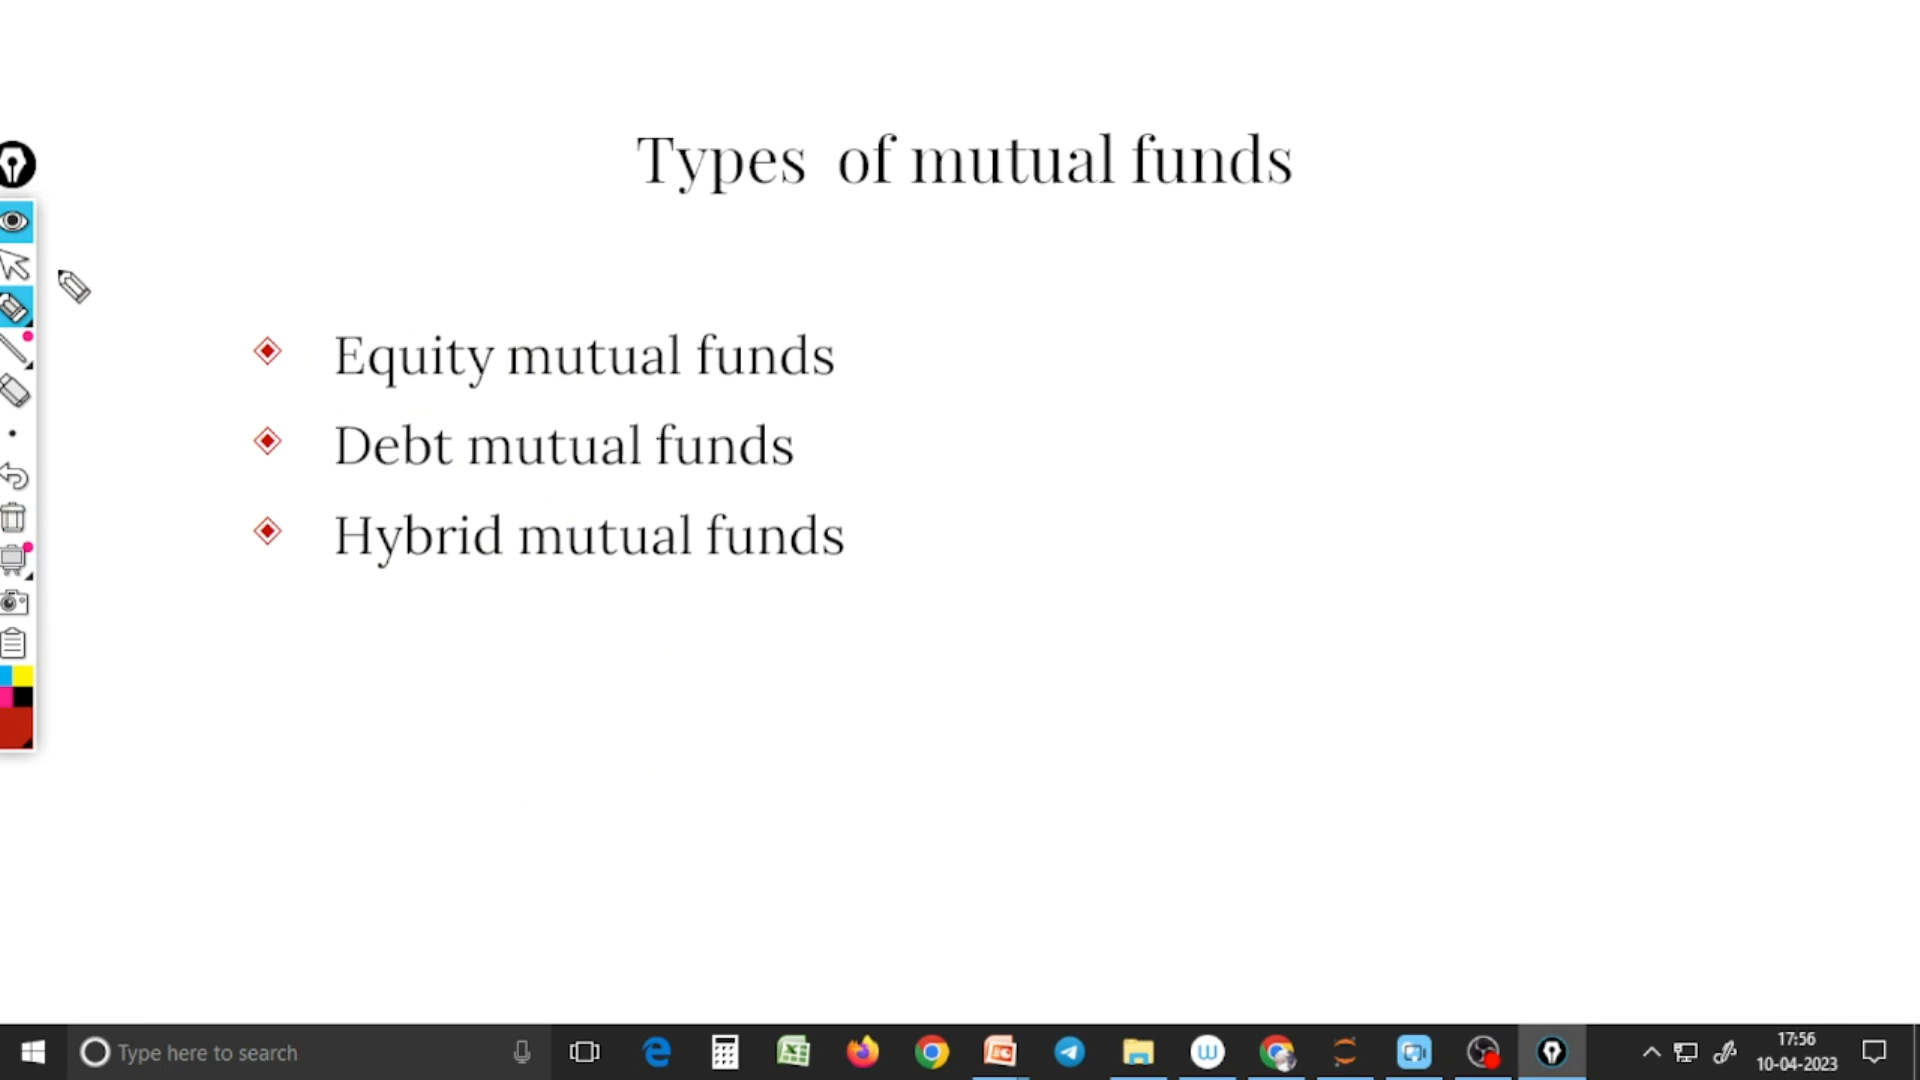 Types of mutual funds
Equity mutual funds
Debt mutual funds
Hybrid mutual funds
Type here to search
17:56
10-04-2023